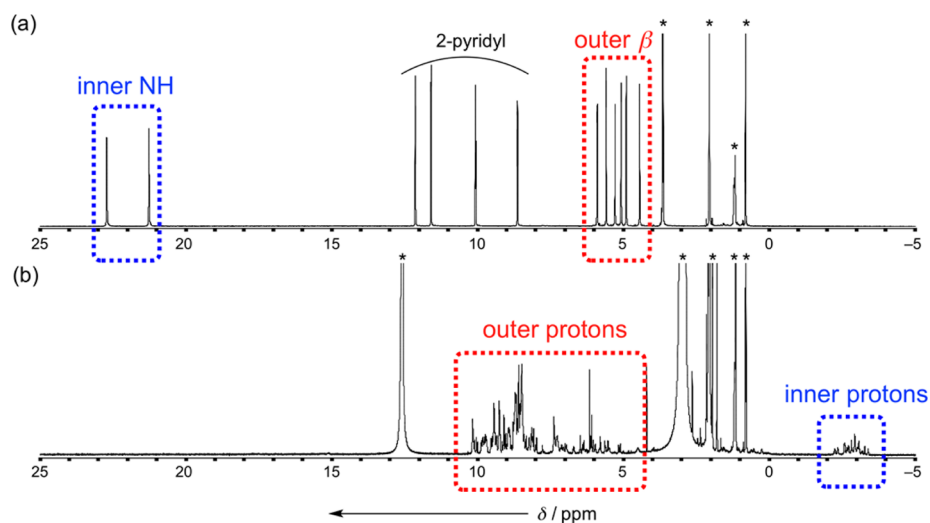 (a)
2-pyridyl
outer β
inner NH
* * * *
25 20 15 10 5 0 –5
(b)
outer protons
inner protons
* * * * *
25 20 15 10 5 0 –5
δ / ppm